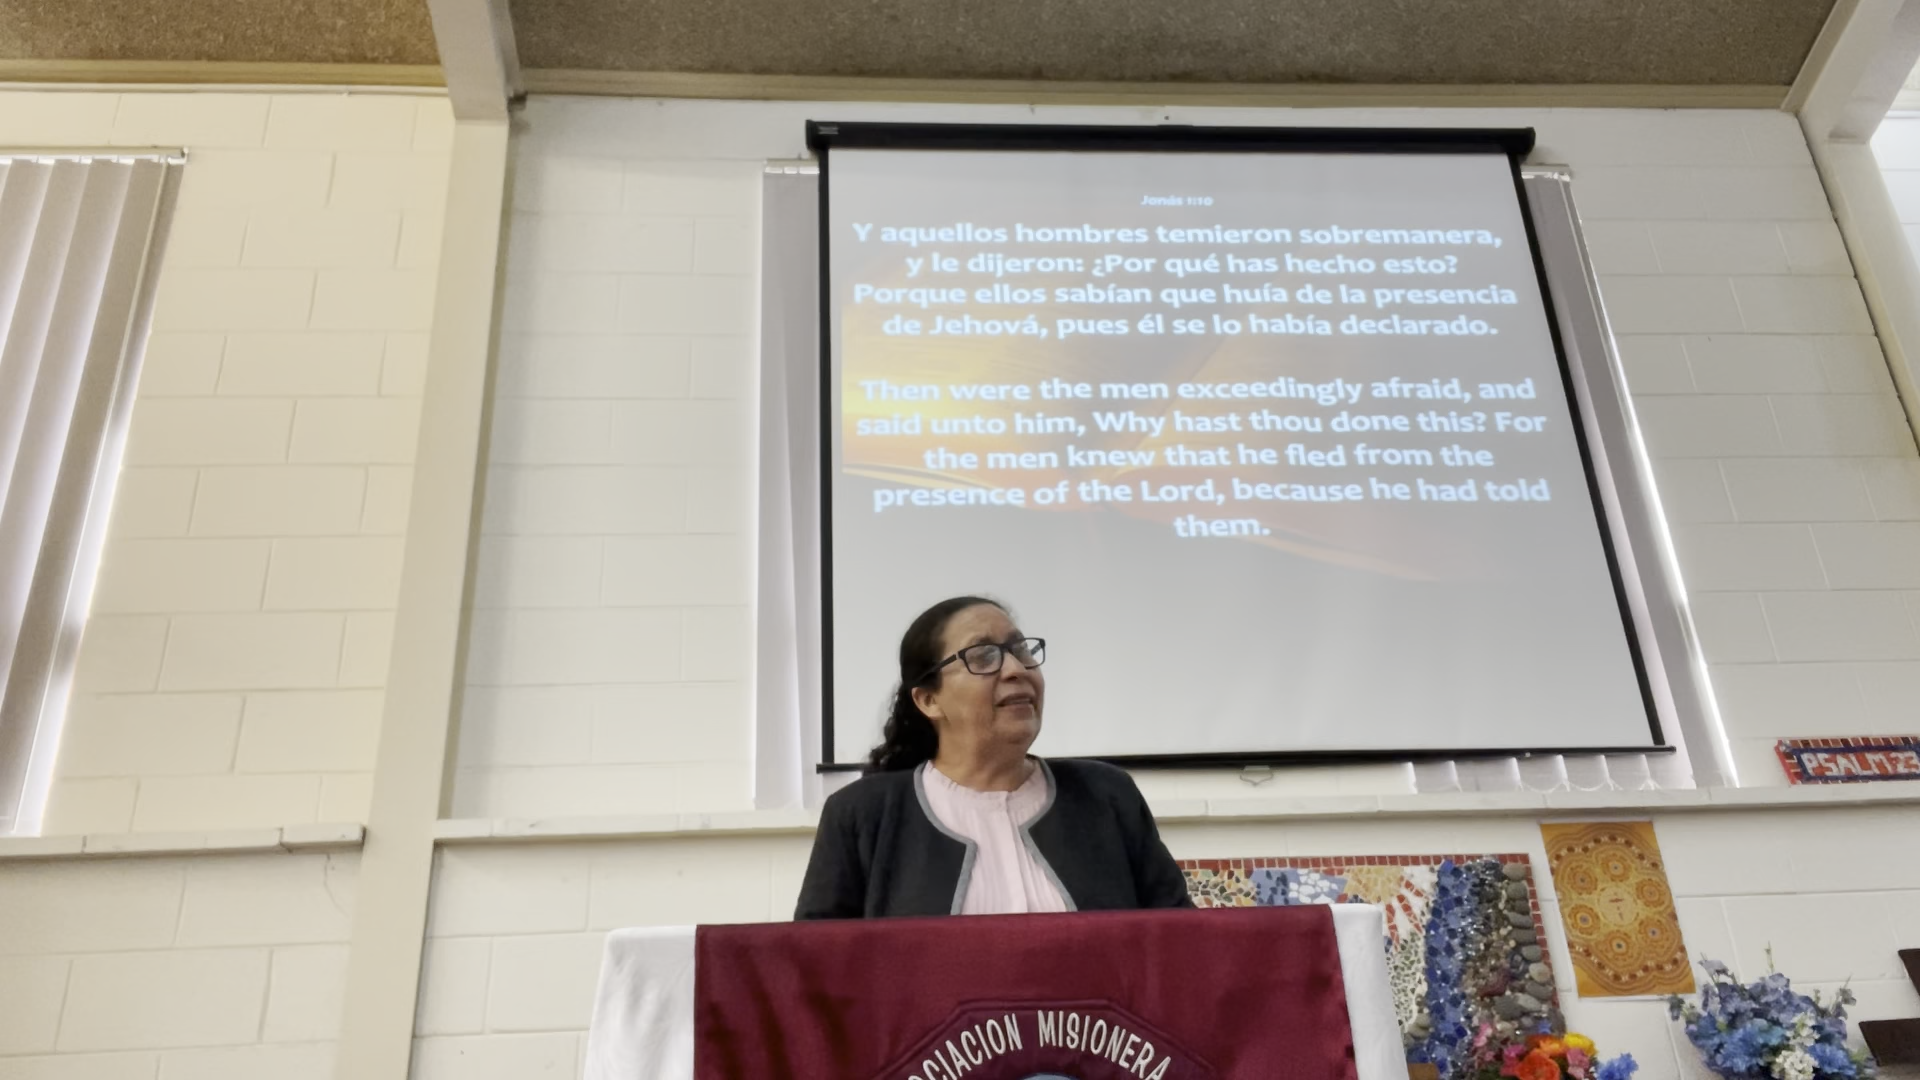 Jonás 1:10
Y aquellos hombres temieron sobremanera,
y le dijeron: ¿Por qué has hecho esto?
Porque ellos sabían que huía de la presencia
de Jehová, pues él se lo había declarado.
Then were the men exceedingly afraid, and
said unto him, Why hast thou done this? For
the men knew that he fled from the
presence of the Lord, because he had told
them.
PSALM 23
OCIACION MISIONERA